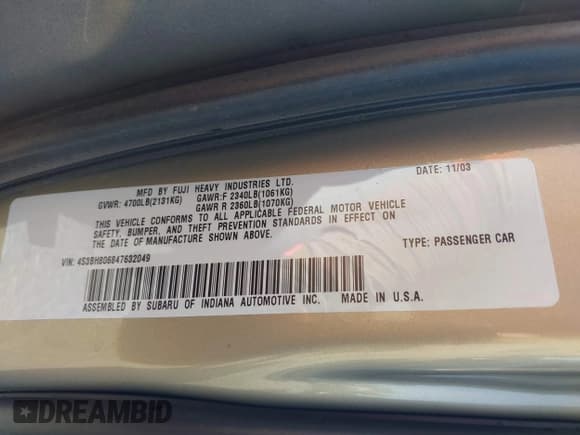 MFD BY FUJI HEAVY INDUSTRIES LTD. DATE: 11/03
GVWR: 4700LB(2131KG) GAWR:F 2340LB(1061KG)
GAWR R 2360LB(1070KG)
THIS VEHICLE CONFORMS TO ALL APPLICABLE FEDERAL MOTOR VEHICLE
SAFETY, BUMPER, AND THEFT PREVENTION STANDARDS IN EFFECT ON
THE DATE OF MANUFACTURE SHOWN ABOVE.
VIN: 4S3BH806847632049 TYPE: PASSENGER CAR
ASSEMBLED BY SUBARU OF INDIANA AUTOMOTIVE INC. MADE IN U.S.A.
DREAMBID